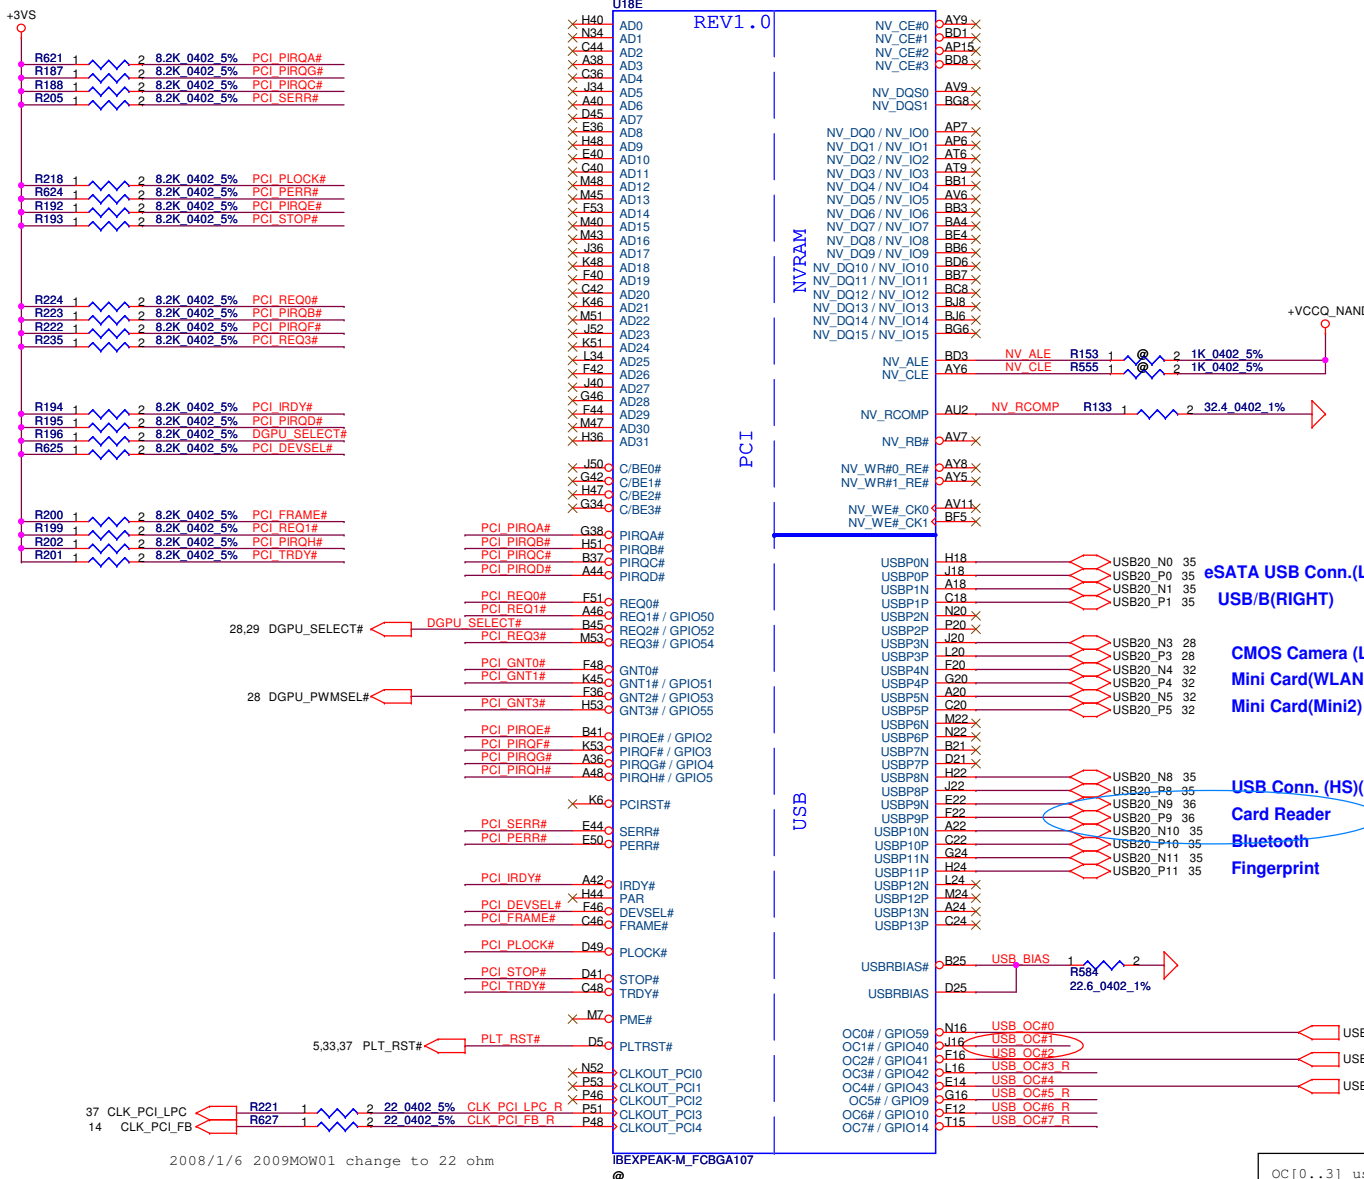 +3VS
R621 1 2 8.2K_0402_5% PCI_PIRQA#
R187 1 2 8.2K_0402_5% PCI_PIRQG#
R188 1 2 8.2K_0402_5% PCI_PIRQC#
R205 1 2 8.2K_0402_5% PCI_SERR#
R218 1 2 8.2K_0402_5% PCI_PLOCK#
R624 1 2 8.2K_0402_5% PCI_PERR#
R192 1 2 8.2K_0402_5% PCI_PIRQE#
R193 1 2 8.2K_0402_5% PCI_STOP#
R224 1 2 8.2K_0402_5% PCI_REQ0#
R223 1 2 8.2K_0402_5% PCI_PIRQB#
R222 1 2 8.2K_0402_5% PCI_PIRQF#
R235 1 2 8.2K_0402_5% PCI_REQ3#
R194 1 2 8.2K_0402_5% PCI_IRDY#
R195 1 2 8.2K_0402_5% PCI_PIRQD#
R196 1 2 8.2K_0402_5% DGPU_SELECT#
R625 1 2 8.2K_0402_5% PCI_DEVSEL#
R200 1 2 8.2K_0402_5% PCI_FRAME#
R199 1 2 8.2K_0402_5% PCI_REQ1#
R202 1 2 8.2K_0402_5% PCI_PIRQH#
R201 1 2 8.2K_0402_5% PCI_TRDY#
U18E
REV1.0
H40 AD0
N34 AD1
C44 AD2
A38 AD3
C36 AD4
J34 AD5
A40 AD6
D45 AD7
E36 AD8
H48 AD9
E40 AD10
C40 AD11
M48 AD12
M45 AD13
F53 AD14
M40 AD15
M43 AD16
J36 AD17
K48 AD18
F40 AD19
C42 AD20
K46 AD21
M51 AD22
J52 AD23
K51 AD24
L34 AD25
F42 AD26
J40 AD27
G46 AD28
F44 AD29
M47 AD30
H36 AD31
J50 C/BE0#
G42 C/BE1#
H47 C/BE2#
G34 C/BE3#
PCI_PIRQA# G38 PIRQA#
PCI_PIRQB# H51 PIRQB#
PCI_PIRQC# B37 PIRQC#
PCI_PIRQD# A44 PIRQD#
PCI_REQ0# F51 REQ0#
PCI_REQ1# A46 REQ1# / GPIO50
28,29 DGPU_SELECT# DGPU_SELECT# B45 REQ2# / GPIO52
PCI_REQ3# M53 REQ3# / GPIO54
PCI_GNT0# F48 GNT0#
PCI_GNT1# K45 GNT1# / GPIO51
28 DGPU_PWMSEL# F36 GNT2# / GPIO53
PCI_GNT3# H53 GNT3# / GPIO55
PCI_PIRQE# B41 PIRQE# / GPIO2
PCI_PIRQF# K53 PIRQF# / GPIO3
PCI_PIRQG# A36 PIRQG# / GPIO4
PCI_PIRQH# A48 PIRQH# / GPIO5
K6 PCIRST#
PCI_SERR# E44 SERR#
PCI_PERR# E50 PERR#
PCI_IRDY# A42 IRDY#
H44 PAR
PCI_DEVSEL# F46 DEVSEL#
PCI_FRAME# C46 FRAME#
PCI_PLOCK# D49 PLOCK#
PCI_STOP# D41 STOP#
PCI_TRDY# C48 TRDY#
M7 PME#
5,33,37 PLT_RST# PLT_RST# D5 PLTRST#
N52 CLKOUT_PCI0
P53 CLKOUT_PCI1
P46 CLKOUT_PCI2
37 CLK_PCI_LPC R221 1 2 22_0402_5% CLK_PCI_LPC_R P51 CLKOUT_PCI3
14 CLK_PCI_FB R627 1 2 22_0402_5% CLK_PCI_FB_R P48 CLKOUT_PCI4
2008/1/6 2009MOW01 change to 22 ohm
PCI
NVRAM
USB
NV_CE#0 AY9
NV_CE#1 BD1
NV_CE#2 AP15
NV_CE#3 BD8
NV_DQS0 AV9
NV_DQS1 BG8
NV_DQ0 / NV_IO0 AP7
NV_DQ1 / NV_IO1 AP6
NV_DQ2 / NV_IO2 AT6
NV_DQ3 / NV_IO3 AT9
NV_DQ4 / NV_IO4 BB1
NV_DQ5 / NV_IO5 AV6
NV_DQ6 / NV_IO6 BB3
NV_DQ7 / NV_IO7 BA4
NV_DQ8 / NV_IO8 BE4
NV_DQ9 / NV_IO9 BB6
NV_DQ10 / NV_IO10 BD6
NV_DQ11 / NV_IO11 BB7
NV_DQ12 / NV_IO12 BC8
NV_DQ13 / NV_IO13 BJ8
NV_DQ14 / NV_IO14 BJ6
NV_DQ15 / NV_IO15 BG6
+VCCQ_NAND
NV_ALE BD3 NV_ALE R153 1 @ 2 1K_0402_5%
NV_CLE AY6 NV_CLE R555 1 @ 2 1K_0402_5%
NV_RCOMP AU2 NV_RCOMP R133 1 2 32.4_0402_1%
NV_RB# AV7
NV_WR#0_RE# AY8
NV_WR#1_RE# AY5
NV_WE#_CK0 AV11
NV_WE#_CK1 BF5
USBP0N H18 USB20_N0 35
USBP0P J18 USB20_P0 35 eSATA USB Conn.(L
USBP1N A18 USB20_N1 35
USBP1P C18 USB20_P1 35 USB/B(RIGHT)
USBP2N N20
USBP2P P20
USBP3N J20 USB20_N3 28
USBP3P L20 USB20_P3 28 CMOS Camera (L
USBP4N F20 USB20_N4 32
USBP4P G20 USB20_P4 32 Mini Card(WLAN
USBP5N A20 USB20_N5 32
USBP5P C20 USB20_P5 32 Mini Card(Mini2)
USBP6N M22
USBP6P N22
USBP7N B21
USBP7P D21
USBP8N H22 USB20_N8 35
USBP8P J22 USB20_P8 35 USB Conn. (HS)(
USBP9N E22 USB20_N9 36
USBP9P F22 USB20_P9 36 Card Reader
USBP10N A22 USB20_N10 35
USBP10P C22 USB20_P10 35 Bluetooth
USBP11N G24 USB20_N11 35
USBP11P H24 USB20_P11 35 Fingerprint
USBP12N L24
USBP12P M24
USBP13N A24
USBP13P C24
USBRBIAS# B25 USB_BIAS 1 2
R584
22.6_0402_1%
USBRBIAS D25
OC0# / GPIO59 N16 USB_OC#0 USB
OC1# / GPIO40 J16 USB_OC#1
OC2# / GPIO41 F16 USB_OC#2 USB
OC3# / GPIO42 L16 USB_OC#3_R
OC4# / GPIO43 E14 USB_OC#4 USB
OC5# / GPIO9 G16 USB_OC#5_R
OC6# / GPIO10 F12 USB_OC#6_R
OC7# / GPIO14 T15 USB_OC#7_R
IBEXPEAK-M_FCBGA107
@
OC[0..3] us